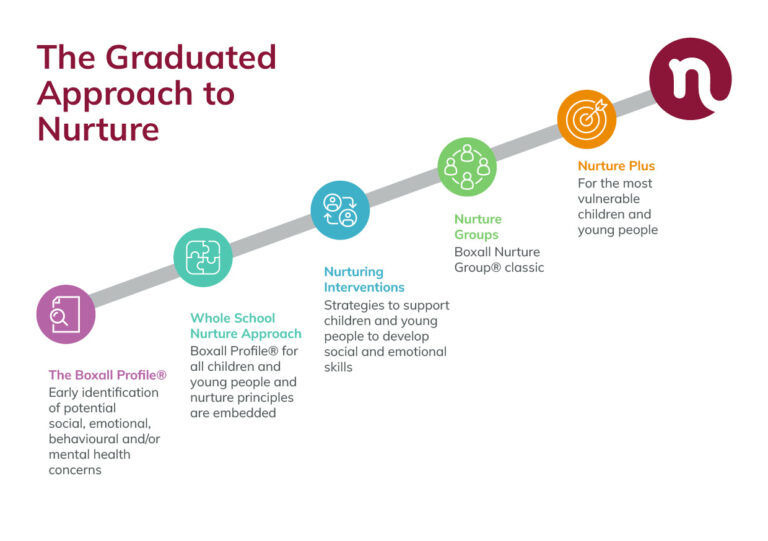 The Graduated
Approach to
Nurture
n
The Boxall Profile®
Early identification
of potential
social, emotional,
behavioural and/or
mental health
concerns
Whole School
Nurture Approach
Boxall Profile® for
all children and
young people and
nurture principles
are embedded
Nurturing
Interventions
Strategies to support
children and young
people to develop
social and emotional
skills
Nurture
Groups
Boxall Nurture
Group® classic
Nurture Plus
For the most
vulnerable
children and
young people